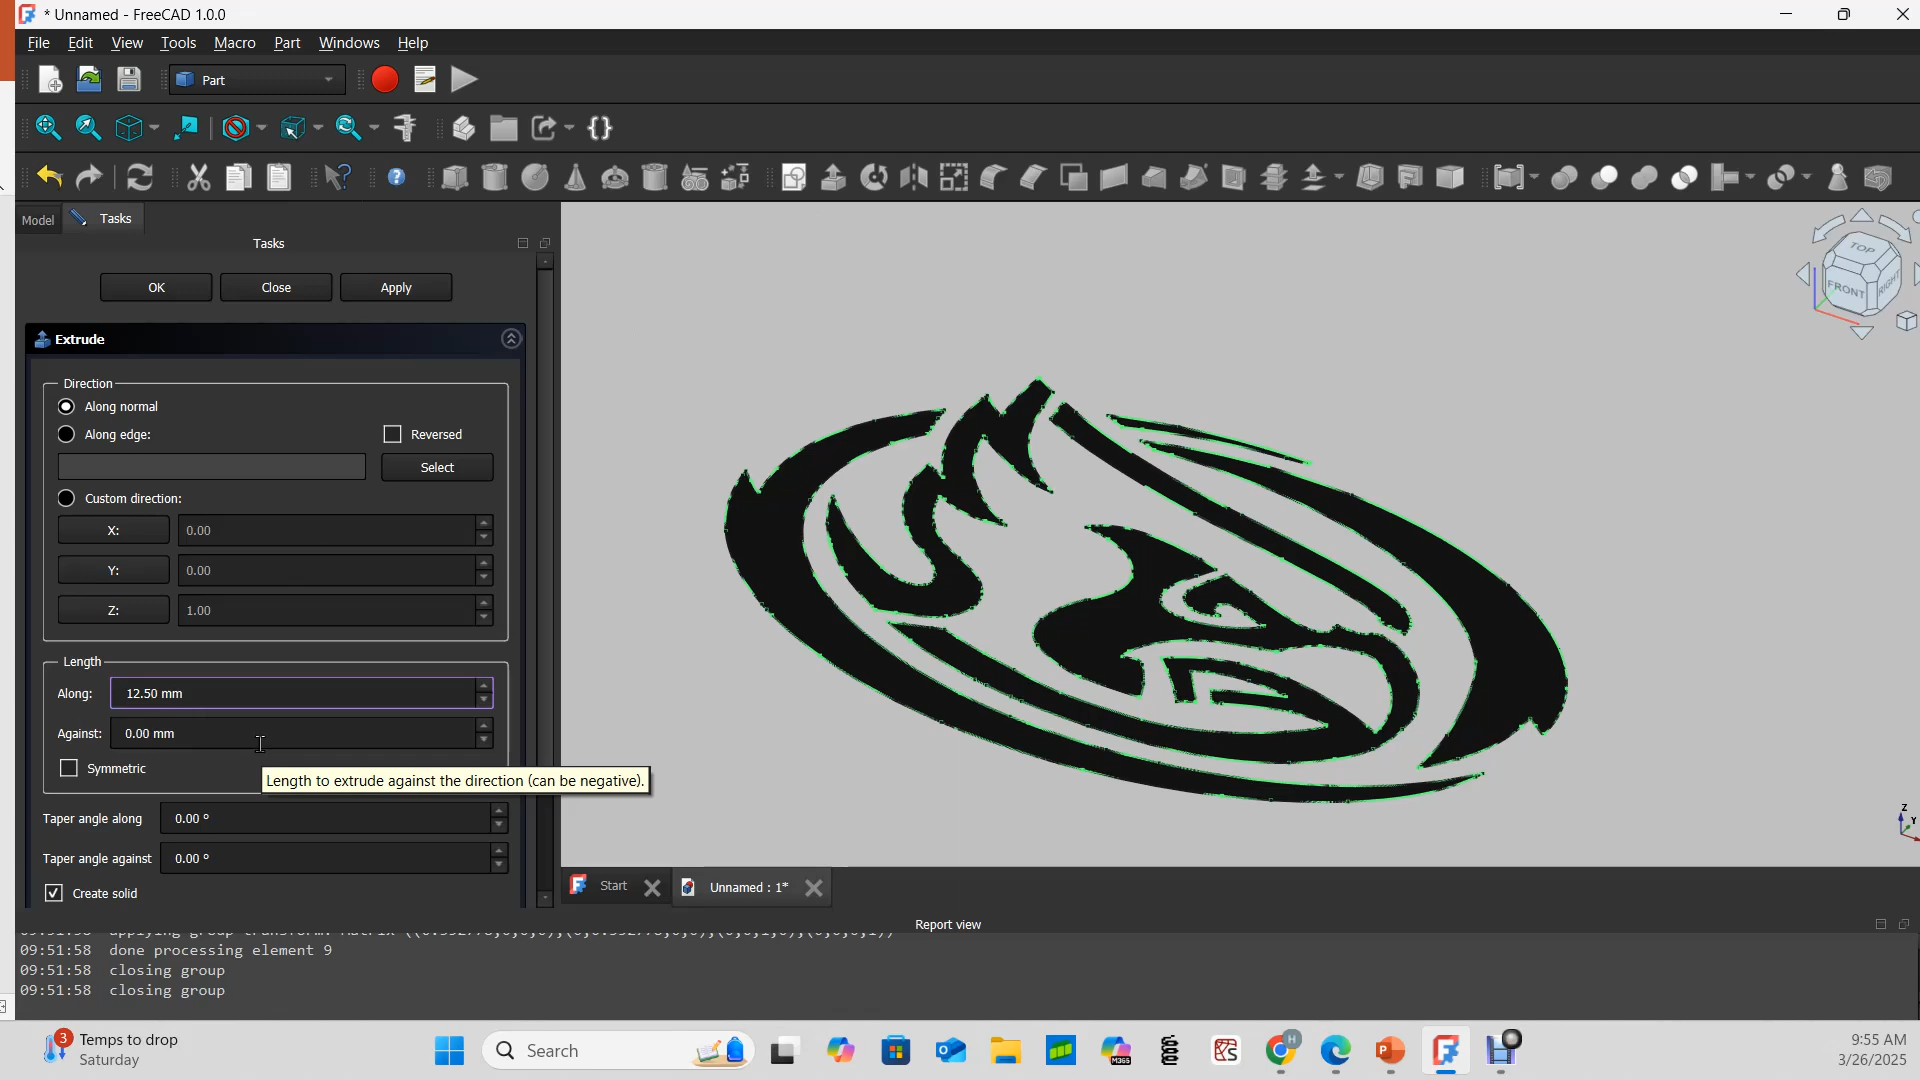 * Unnamed - FreeCAD 1.0.0
File Edit View Tools Macro Part Windows Help
Part
Model Tasks
Tasks
OK Close Apply
Extrude
Direction
Along normal
Along edge: Reversed
Select
Custom direction:
X: 0.00
Y: 0.00
Z: 1.00
Length
Along: 12.50 mm
Against: 0.00 mm
Symmetric
Length to extrude against the direction (can be negative).
Taper angle along 0.00 °
Taper angle against 0.00 °
Create solid
TOP
FRONT RIGHT
Z
Y
Start Unnamed : 1*
Report view
09:51:58 done processing element 9
09:51:58 closing group
09:51:58 closing group
3 Temps to drop
Saturday
Search
M365
H
P
9:55 AM
3/26/2025